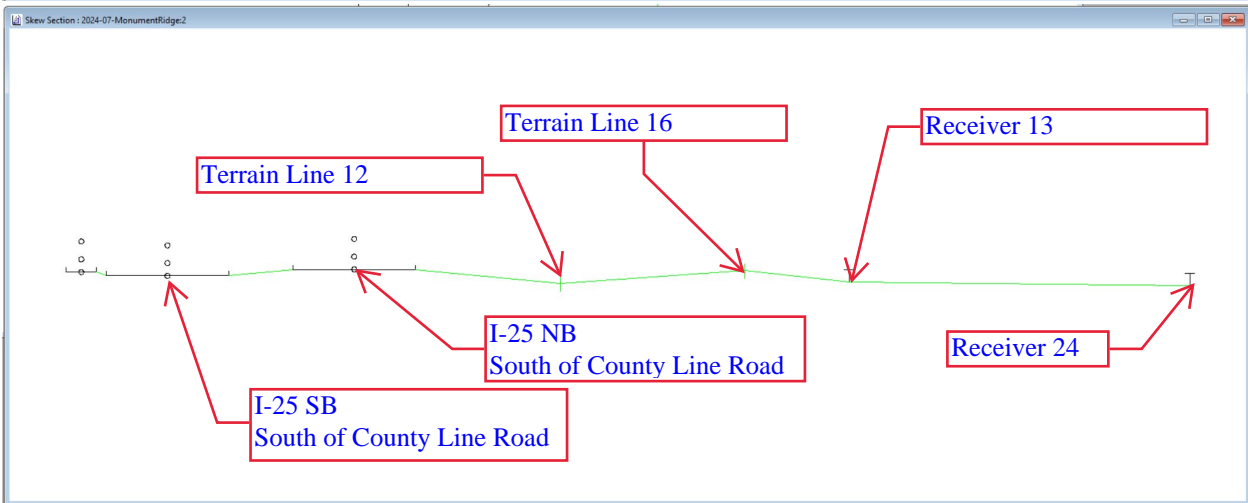 Skew Section : 2024-07-MonumentRidge:2
Terrain Line 16
Receiver 13
Terrain Line 12
I-25 NB
South of County Line Road
Receiver 24
I-25 SB
South of County Line Road